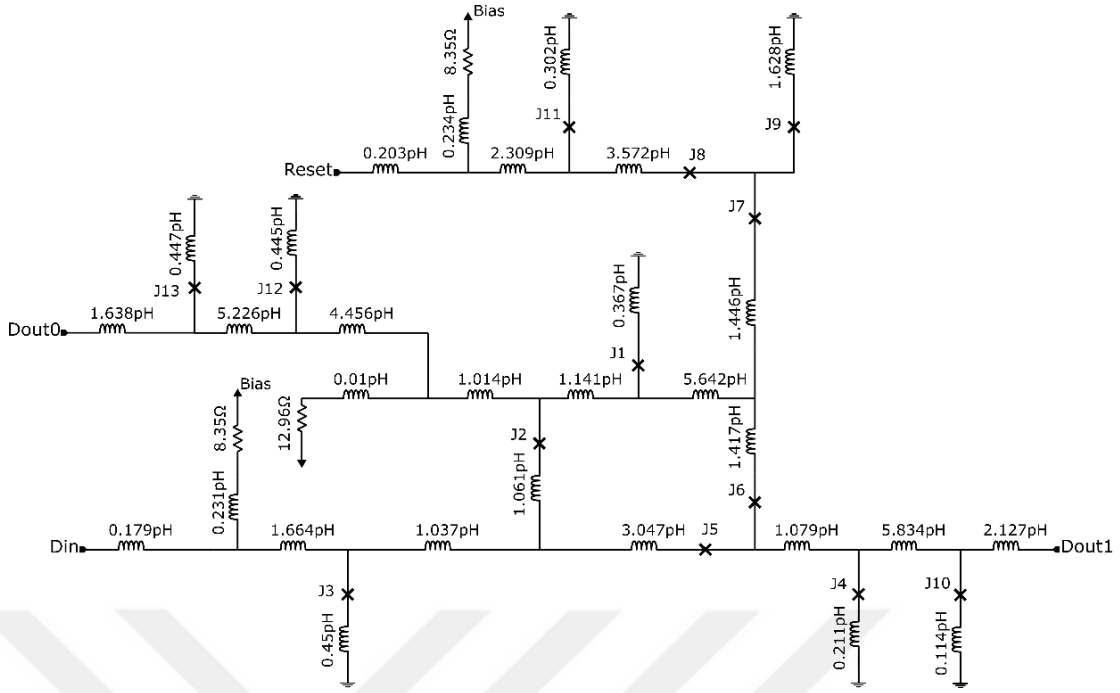 Bias
8.35Ω
0.234pH
0.302pH
J11
1.628pH
J9
Reset
0.203pH
2.309pH
3.572pH
J8
J7
0.447pH
J13
0.445pH
J12
Dout0
1.638pH
5.226pH
4.456pH
0.367pH
J1
1.446pH
Bias
8.35Ω
0.231pH
12.96Ω
0.01pH
1.014pH
1.141pH
5.642pH
J2
1.061pH
1.417pH
J6
Din
0.179pH
1.664pH
1.037pH
3.047pH
J5
1.079pH
5.834pH
2.127pH
Dout1
J3
0.45pH
J4
0.211pH
J10
0.114pH